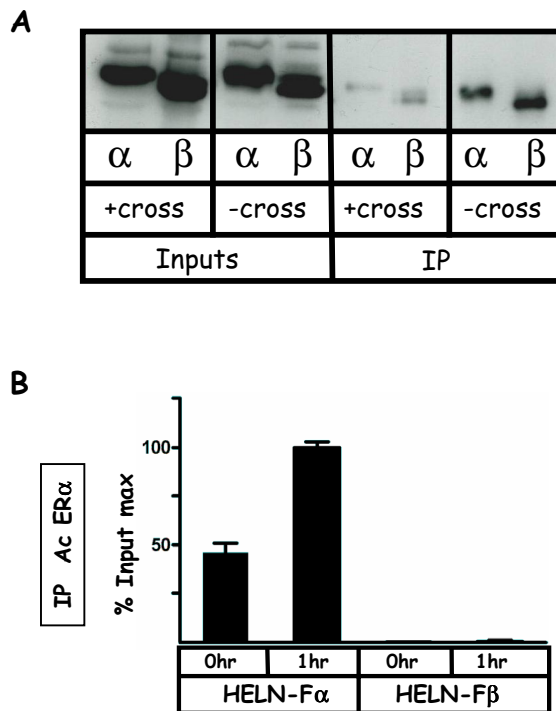 A
α β α β α β α β
+cross -cross +cross -cross
Inputs IP
B
IP Ac ERα
% Input max
100
50
0hr 1hr 0hr 1hr
HELN-Fα HELN-Fβ